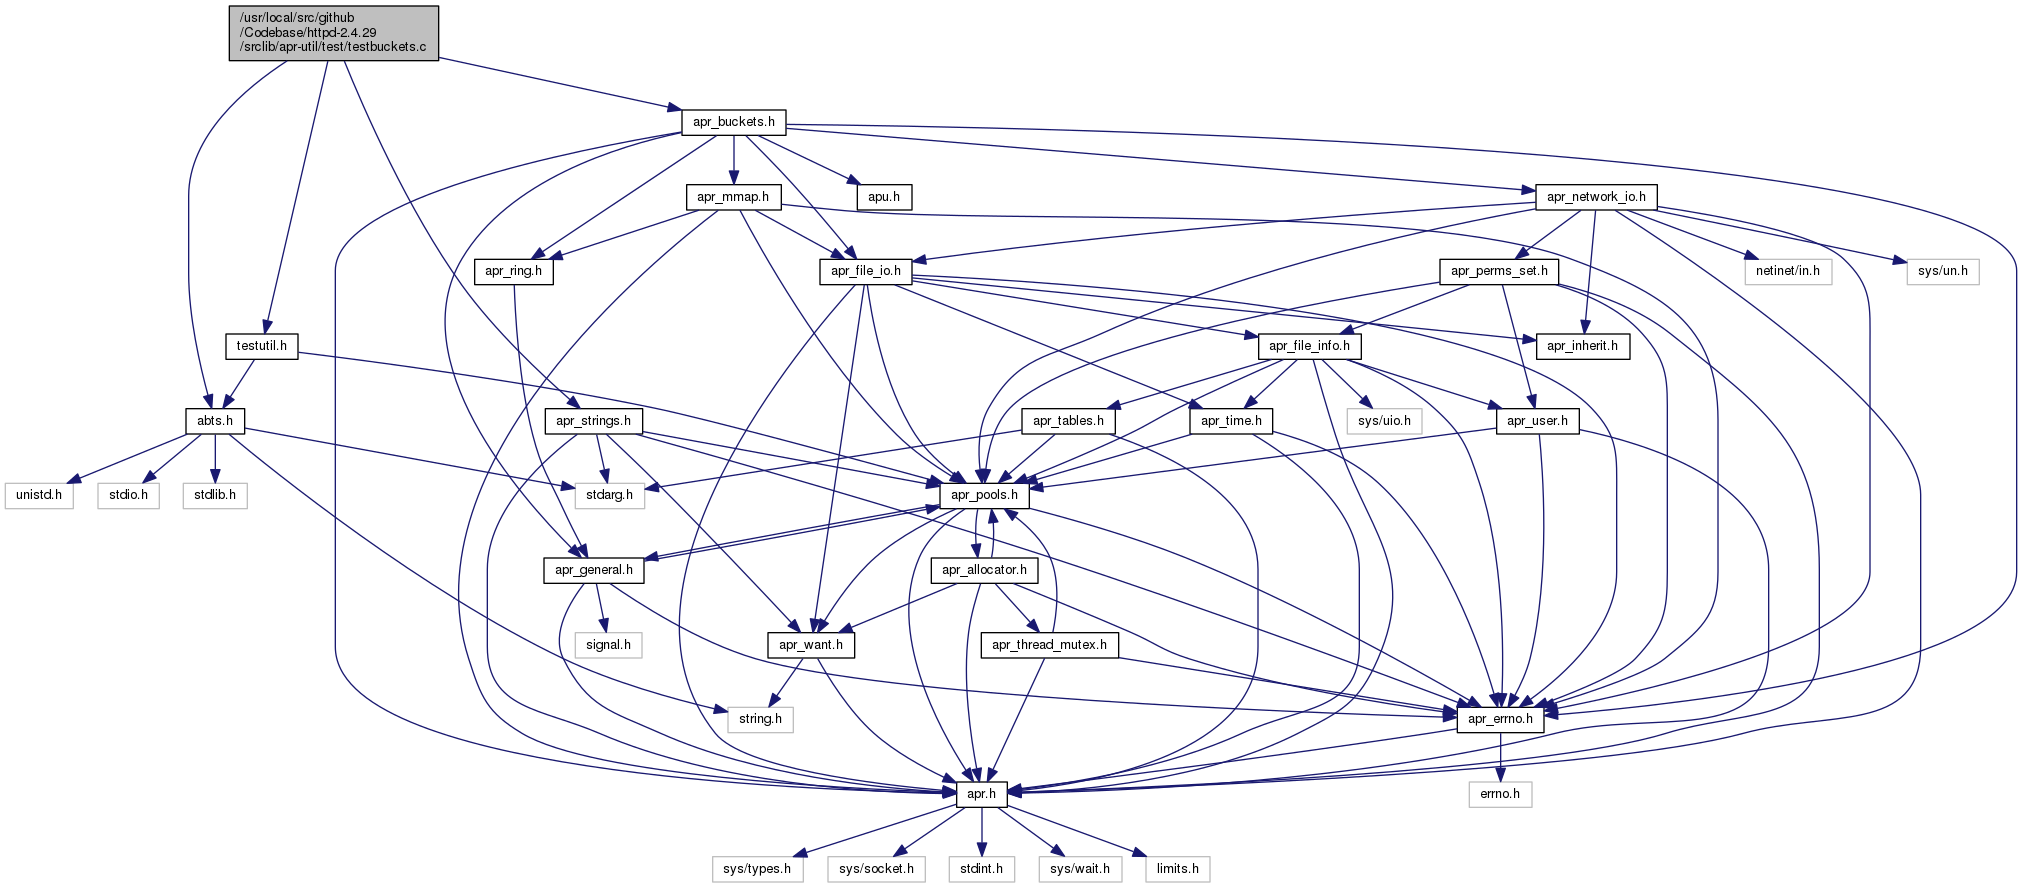 /usr/local/src/github
/Codebase/httpd-2.4.29
/srclib/apr-util/test/testbuckets.c
apr_buckets.h
apr_mmap.h
apu.h
apr_network_io.h
apr_ring.h
apr_file_io.h
apr_perms_set.h
netinet/in.h
sys/un.h
testutil.h
apr_file_info.h
apr_inherit.h
abts.h
apr_strings.h
apr_tables.h
apr_time.h
sys/uio.h
apr_user.h
unistd.h
stdio.h
stdlib.h
stdarg.h
apr_pools.h
apr_general.h
apr_allocator.h
signal.h
apr_want.h
apr_thread_mutex.h
string.h
apr_errno.h
apr.h
errno.h
sys/types.h
sys/socket.h
stdint.h
sys/wait.h
limits.h